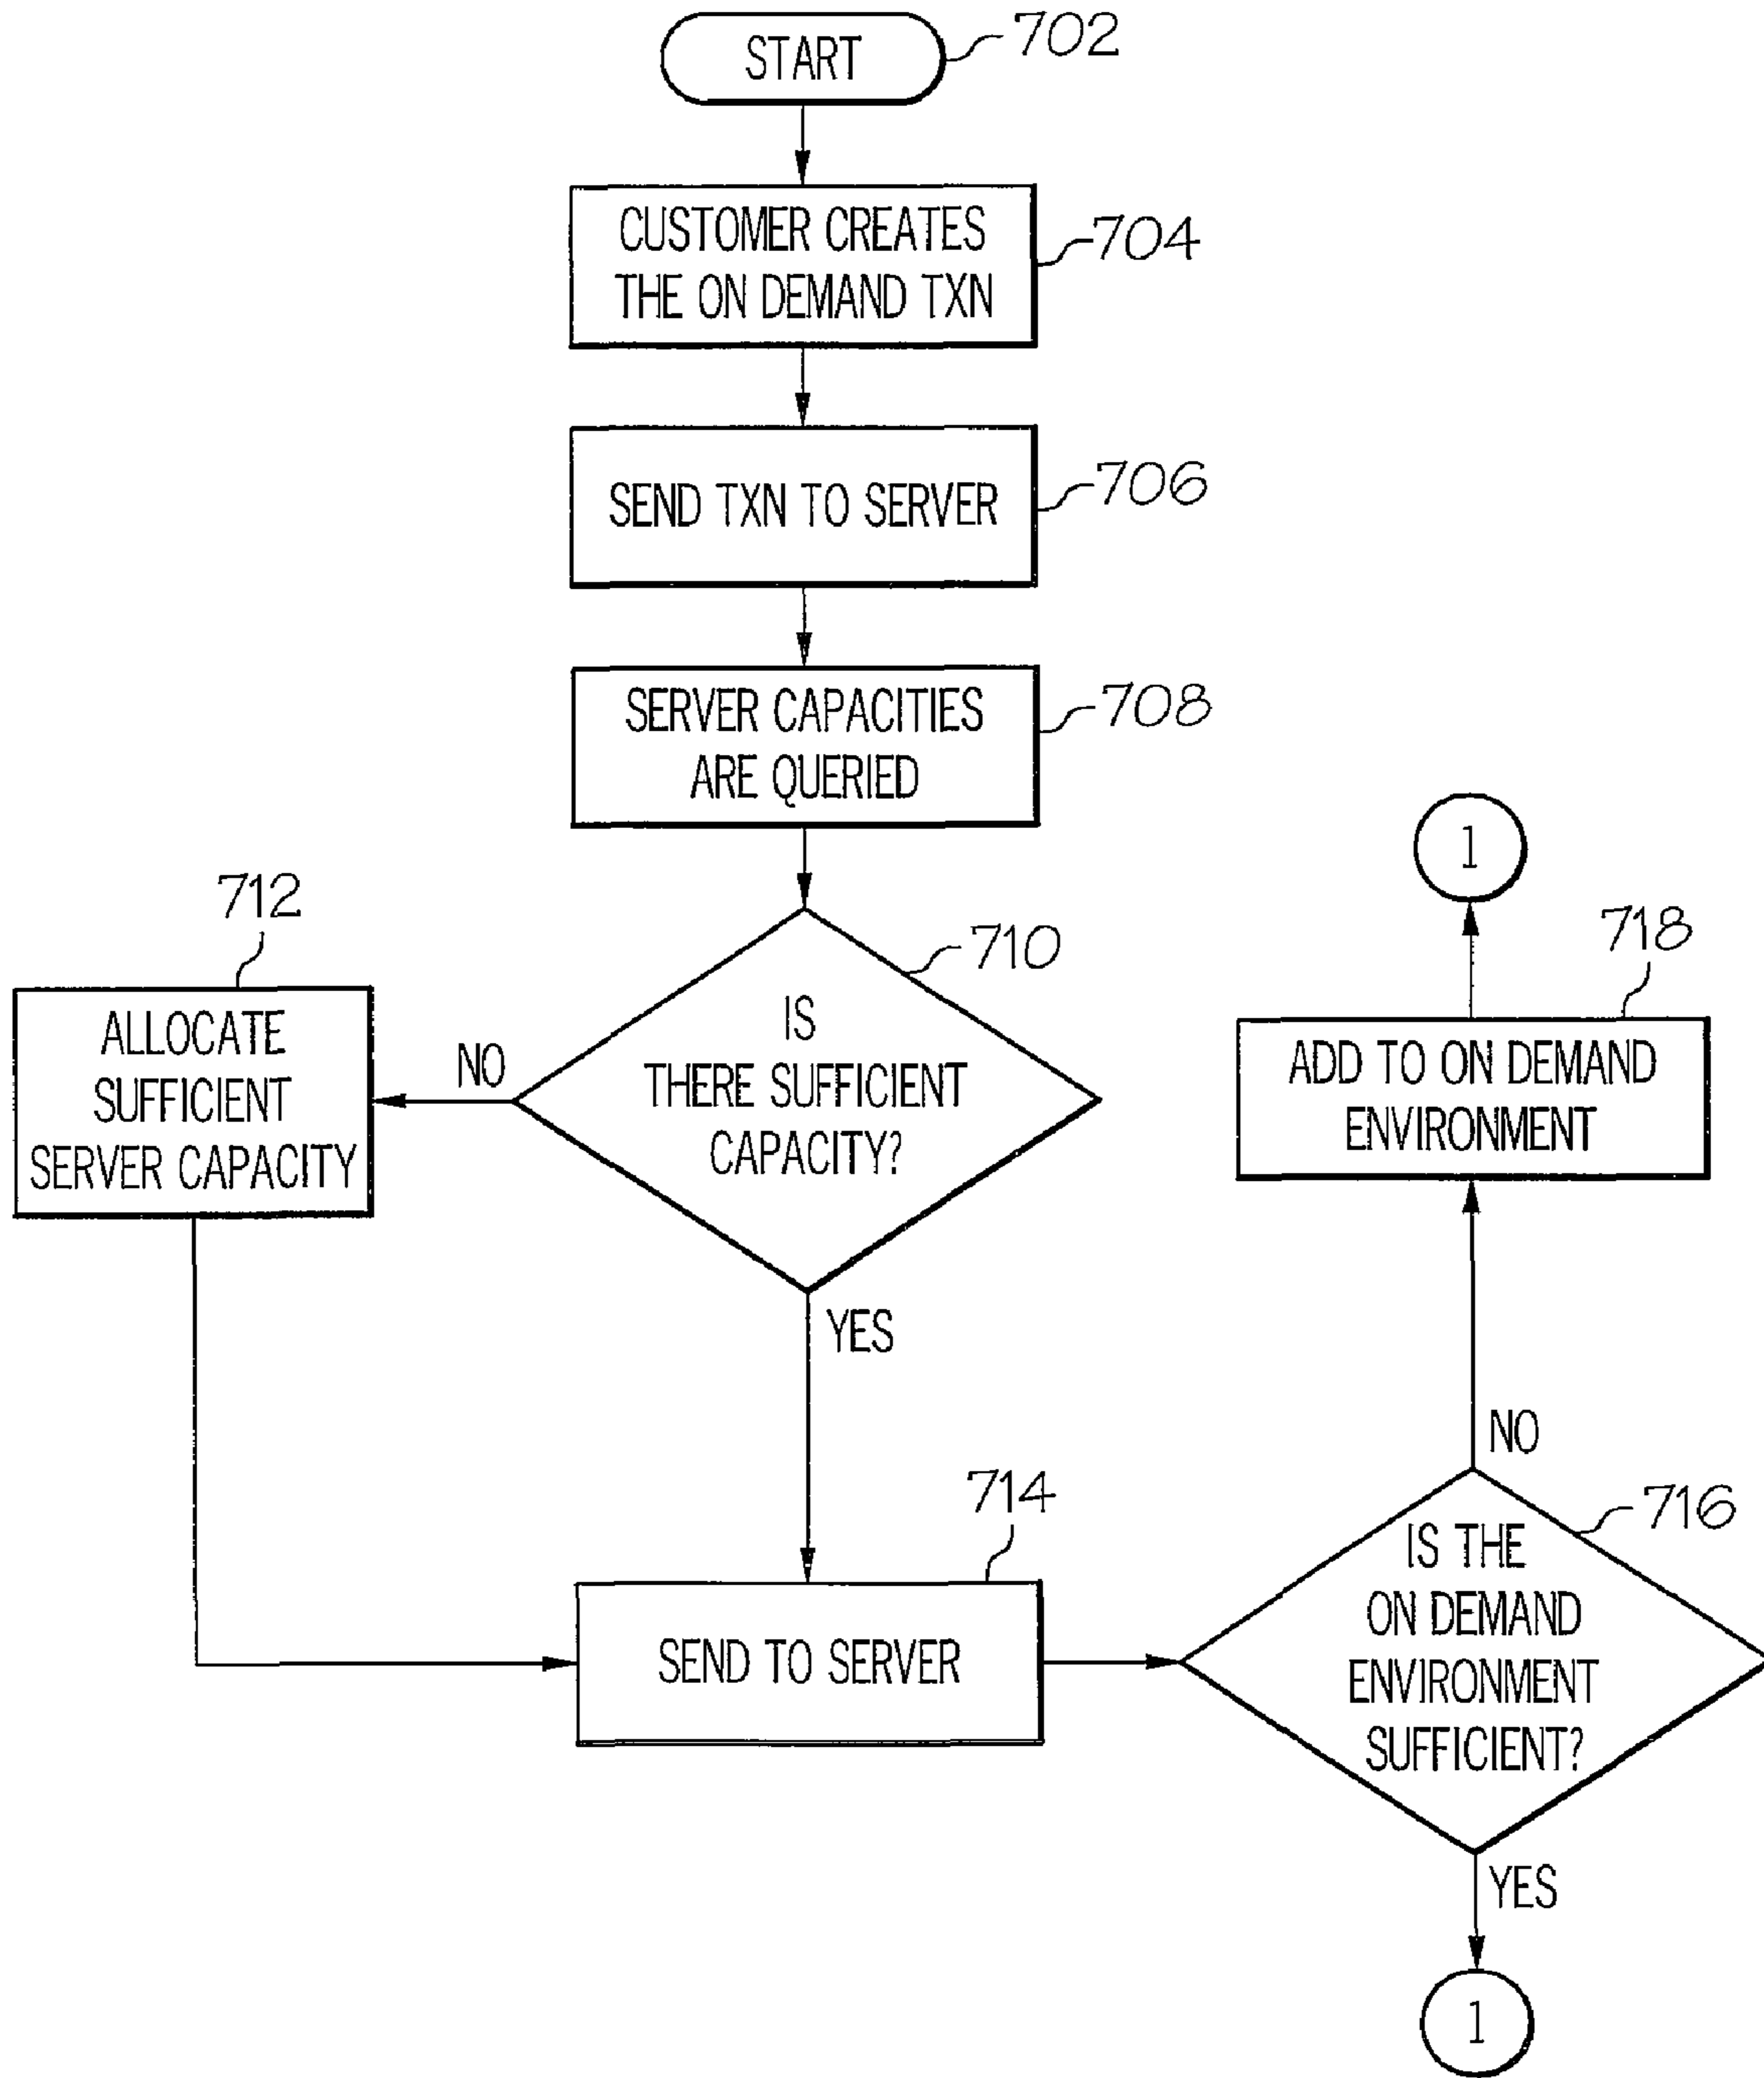 START
702
CUSTOMER CREATES
THE ON DEMAND TXN
704
SEND TXN TO SERVER
706
SERVER CAPACITIES
ARE QUERIED
708
IS
THERE SUFFICIENT
CAPACITY?
710
NO
712
ALLOCATE
SUFFICIENT
SERVER CAPACITY
YES
714
SEND TO SERVER
716
IS THE
ON DEMAND
ENVIRONMENT
SUFFICIENT?
NO
718
ADD TO ON DEMAND
ENVIRONMENT
1
YES
1